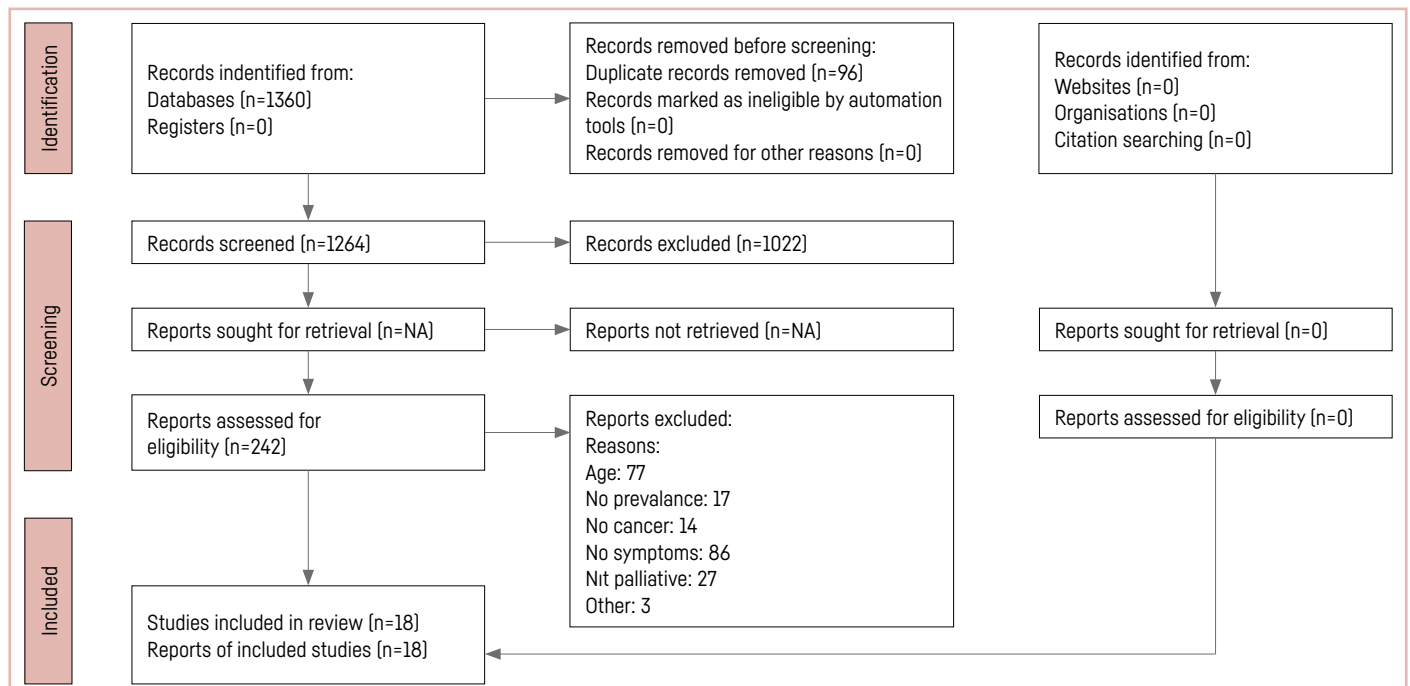 Identification
Records indentified from:
Databases (n=1360)
Registers (n=0)
Records removed before screening:
Duplicate records removed (n=96)
Records marked as ineligible by automation
tools (n=0)
Records removed for other reasons (n=0)
Records identified from:
Websites (n=0)
Organisations (n=0)
Citation searching (n=0)
Screening
Records screened (n=1264)
Records excluded (n=1022)
Reports sought for retrieval (n=NA)
Reports not retrieved (n=NA)
Reports sought for retrieval (n=0)
Reports assessed for
eligibility (n=242)
Reports excluded:
Reasons:
Age: 77
No prevalance: 17
No cancer: 14
No symptoms: 86
Nıt palliative: 27
Other: 3
Reports assessed for eligibility (n=0)
Included
Studies included in review (n=18)
Reports of included studies (n=18)